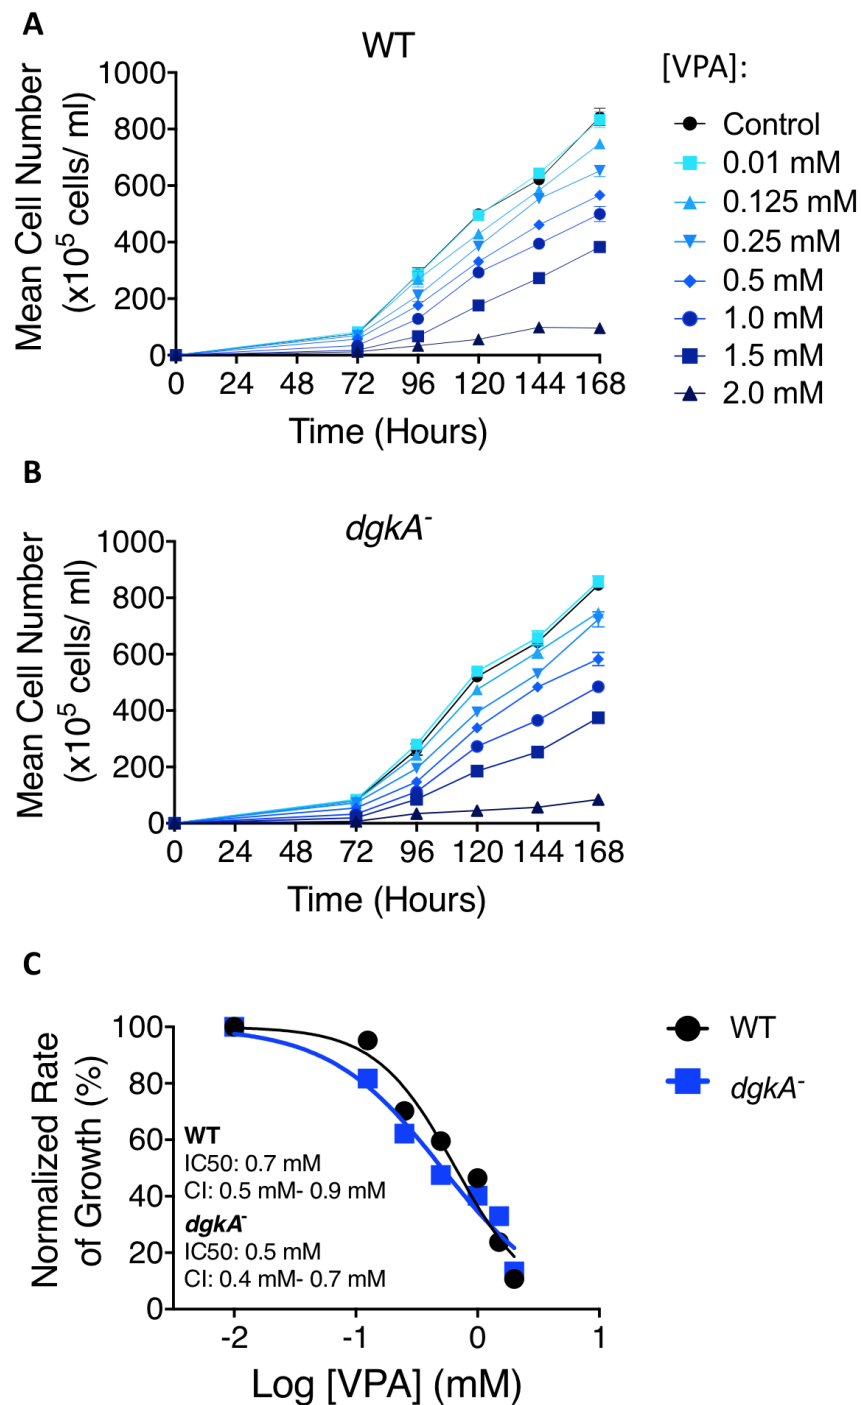 A
WT
1000
800
600
400
200
0
Mean Cell Number
(x10⁵ cells/ ml)
0 24 48 72 96 120 144 168
Time (Hours)
[VPA]:
Control
0.01 mM
0.125 mM
0.25 mM
0.5 mM
1.0 mM
1.5 mM
2.0 mM
B
dgkA⁻
1000
800
600
400
200
0
Mean Cell Number
(x10⁵ cells/ ml)
0 24 48 72 96 120 144 168
Time (Hours)
C
100
80
60
40
20
0
Normalized Rate
of Growth (%)
WT
IC50: 0.7 mM
CI: 0.5 mM- 0.9 mM
dgkA⁻
IC50: 0.5 mM
CI: 0.4 mM- 0.7 mM
-2 -1 0 1
Log [VPA] (mM)
WT
dgkA⁻